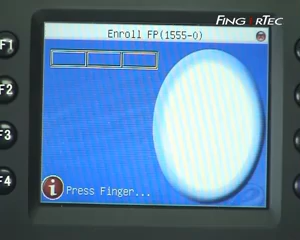 FINGERTEC
Enroll FP(1555-0)
F1
F2
F3
F4
Press Finger...